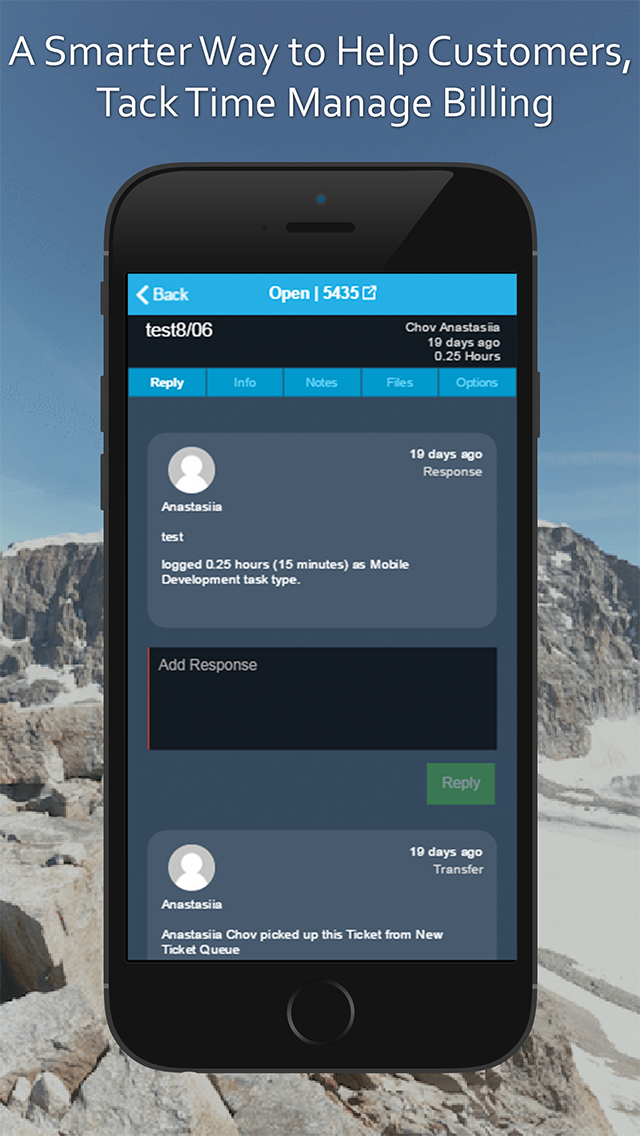 A Smarter Way to Help Customers,
Tack Time Manage Billing
Back
Open | 5435
test8/06
Chov Anastasiia
19 days ago
0.25 Hours
Reply
Info
Notes
Files
Options
19 days ago
Response
Anastasiia
test
logged 0.25 hours (15 minutes) as Mobile
Development task type.
Add Response
Reply
19 days ago
Transfer
Anastasiia
Anastasiia Chov picked up this Ticket from New
Ticket Queue